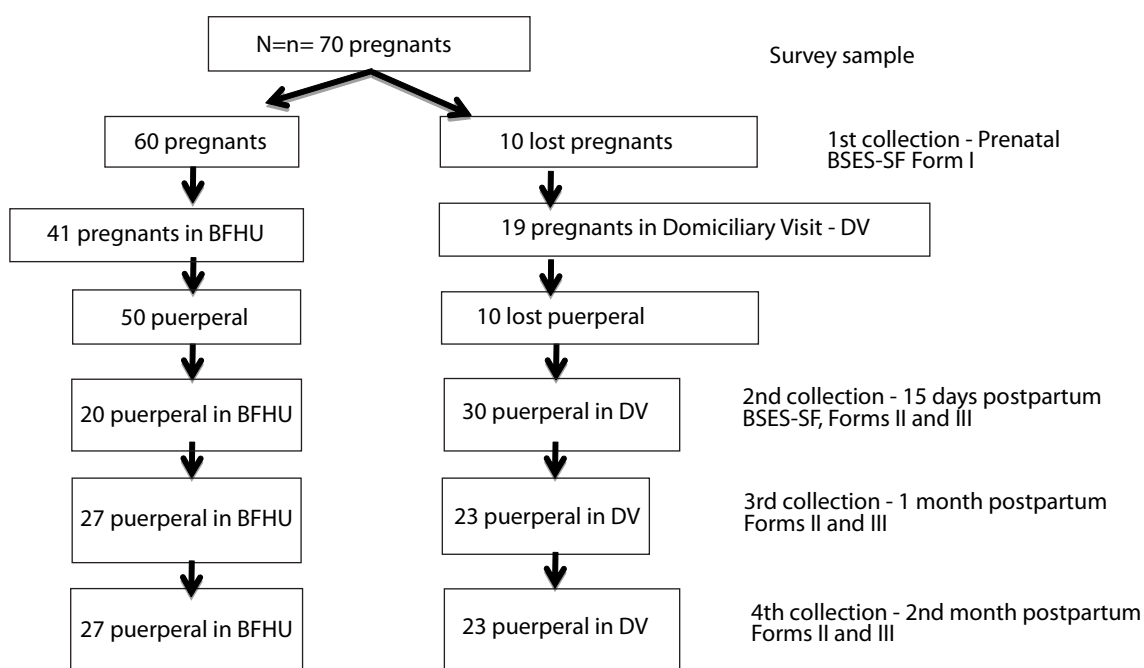 N=n= 70 pregnants
Survey sample
60 pregnants
10 lost pregnants
1st collection - Prenatal
BSES-SF Form I
41 pregnants in BFHU
19 pregnants in Domiciliary Visit - DV
50 puerperal
10 lost puerperal
20 puerperal in BFHU
30 puerperal in DV
2nd collection - 15 days postpartum
BSES-SF, Forms II and III
27 puerperal in BFHU
23 puerperal in DV
3rd collection - 1 month postpartum
Forms II and III
27 puerperal in BFHU
23 puerperal in DV
4th collection - 2nd month postpartum
Forms II and III